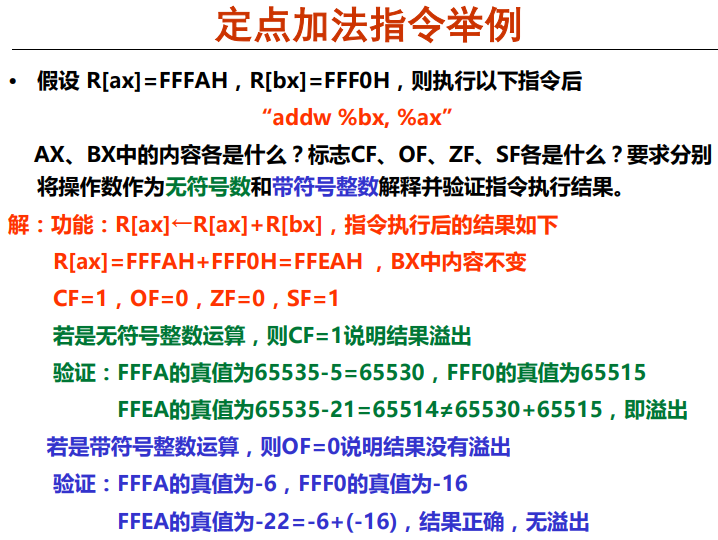 定点加法指令举例
• 假设 R[ax]=FFFAH，R[bx]=FFF0H，则执行以下指令后
“addw %bx, %ax”
AX、BX中的内容各是什么？标志CF、OF、ZF、SF各是什么？要求分别
将操作数作为无符号数和带符号整数解释并验证指令执行结果。
解：功能：R[ax]←R[ax]+R[bx]，指令执行后的结果如下
R[ax]=FFFAH+FFF0H=FFEAH ，BX中内容不变
CF=1，OF=0，ZF=0，SF=1
若是无符号整数运算，则CF=1说明结果溢出
验证：FFFA的真值为65535-5=65530，FFF0的真值为65515
FFEA的真值为65535-21=65514≠65530+65515，即溢出
若是带符号整数运算，则OF=0说明结果没有溢出
验证：FFFA的真值为-6，FFF0的真值为-16
FFEA的真值为-22=-6+(-16)，结果正确，无溢出